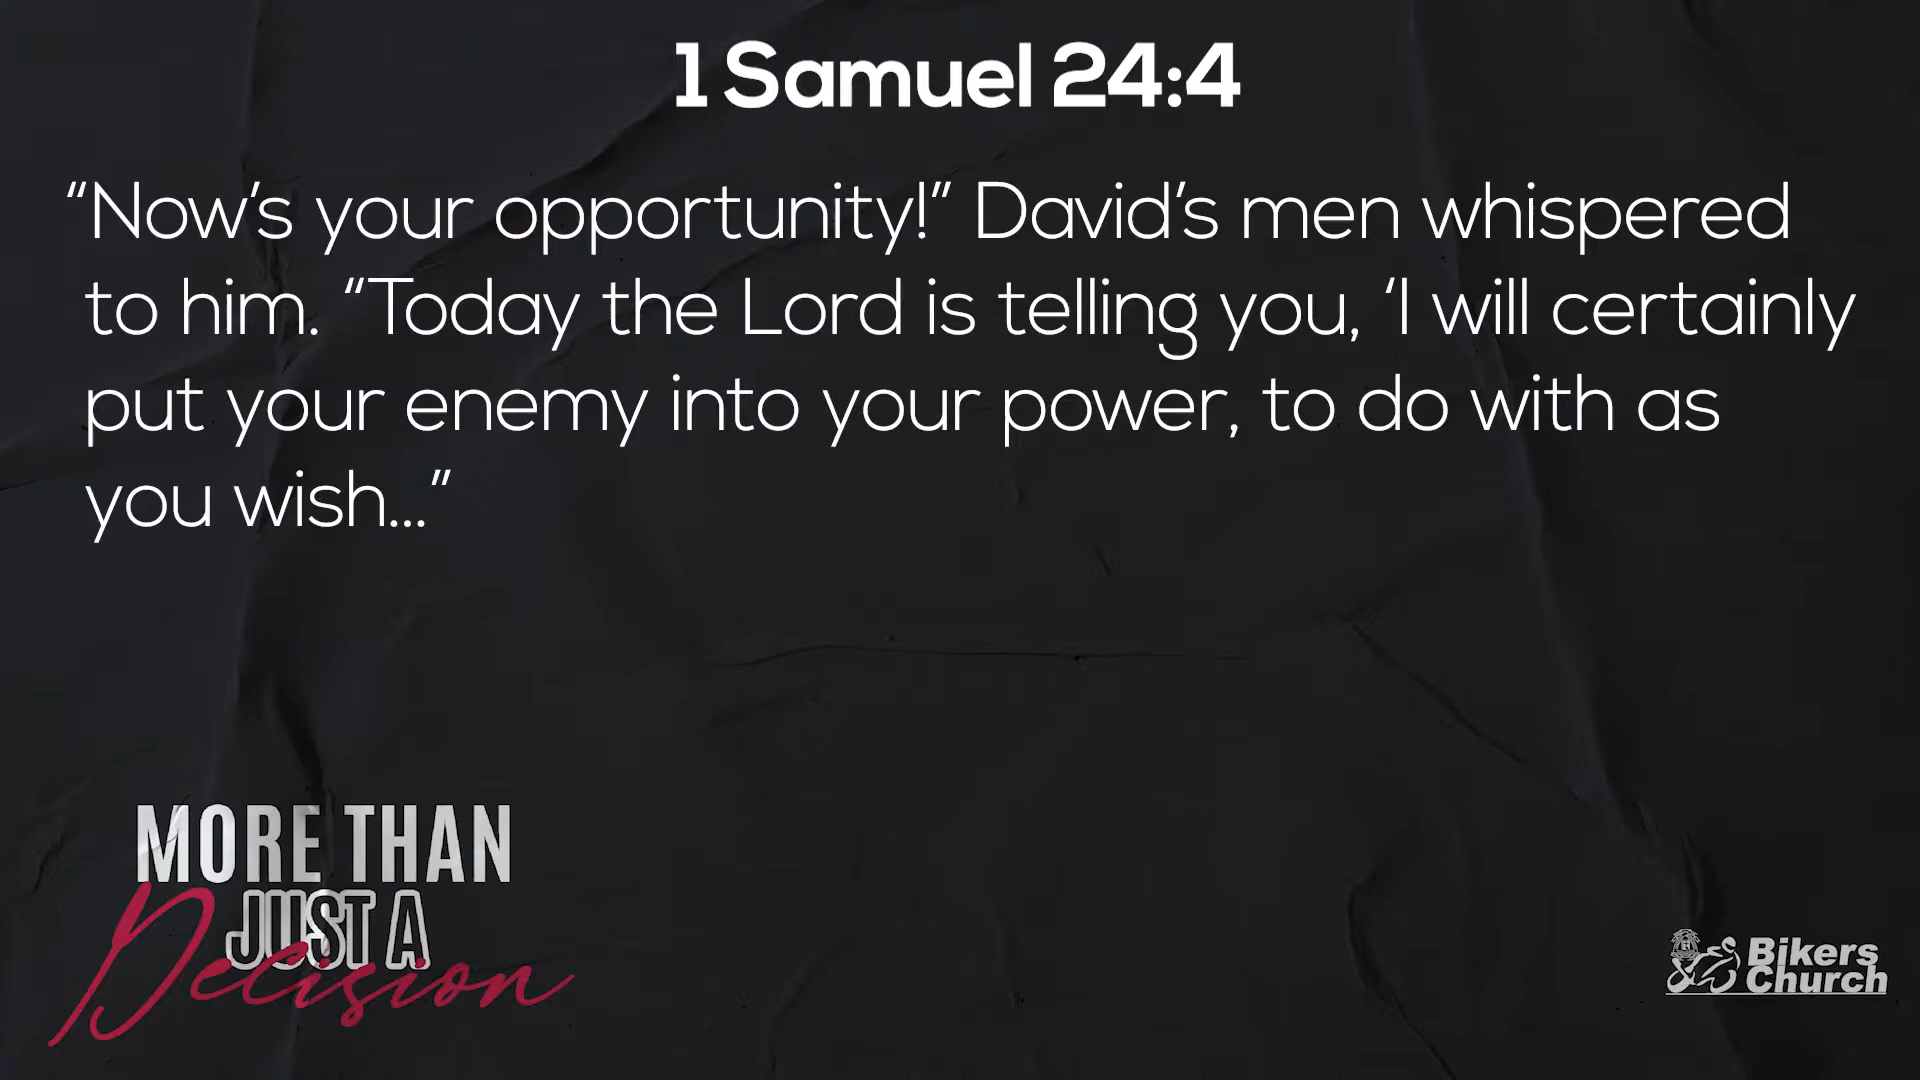 1 Samuel 24:4
“Now’s your opportunity!” David’s men whispered
to him. “Today the Lord is telling you, ‘I will certainly
put your enemy into your power, to do with as
you wish...”
MORE THAN
JUST A
Decision
Bikers
Church